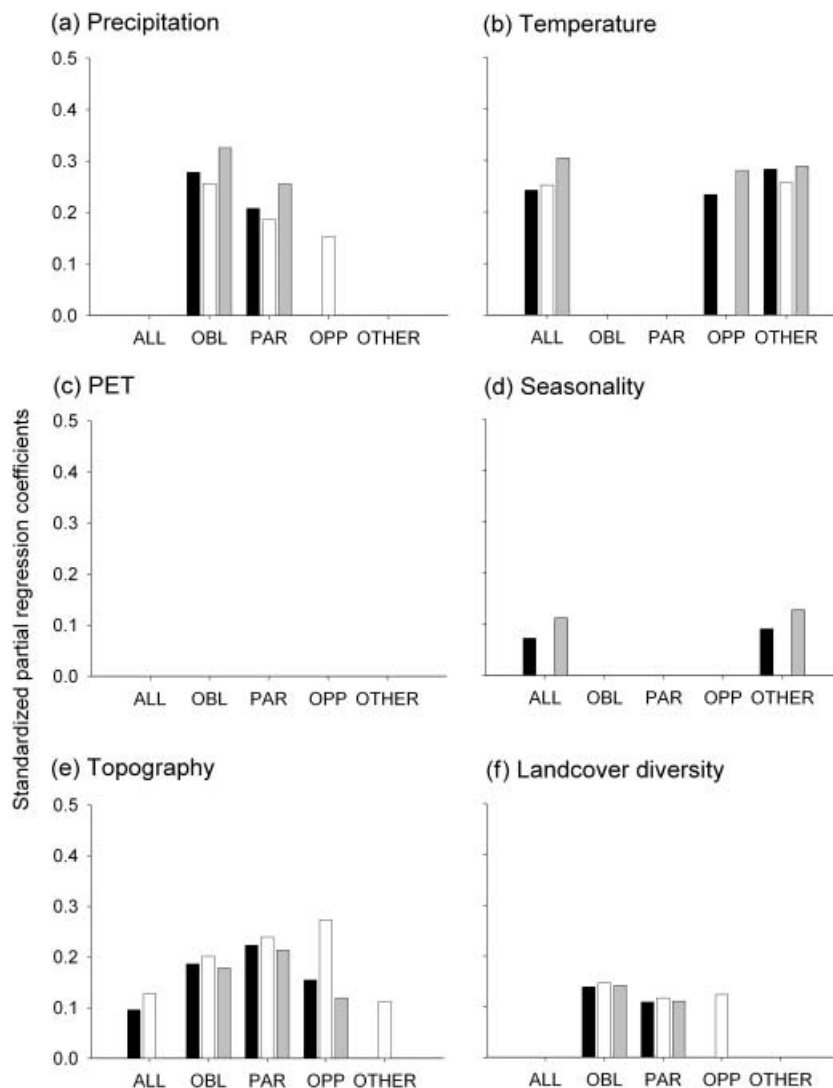 (a) Precipitation
0.5
0.4
0.3
0.2
0.1
0.0
ALL OBL PAR OPP OTHER
(b) Temperature
ALL OBL PAR OPP OTHER
Standardized partial regression coefficients
(c) PET
0.5
0.4
0.3
0.2
0.1
0.0
ALL OBL PAR OPP OTHER
(d) Seasonality
ALL OBL PAR OPP OTHER
(e) Topography
0.5
0.4
0.3
0.2
0.1
0.0
ALL OBL PAR OPP OTHER
(f) Landcover diversity
ALL OBL PAR OPP OTHER